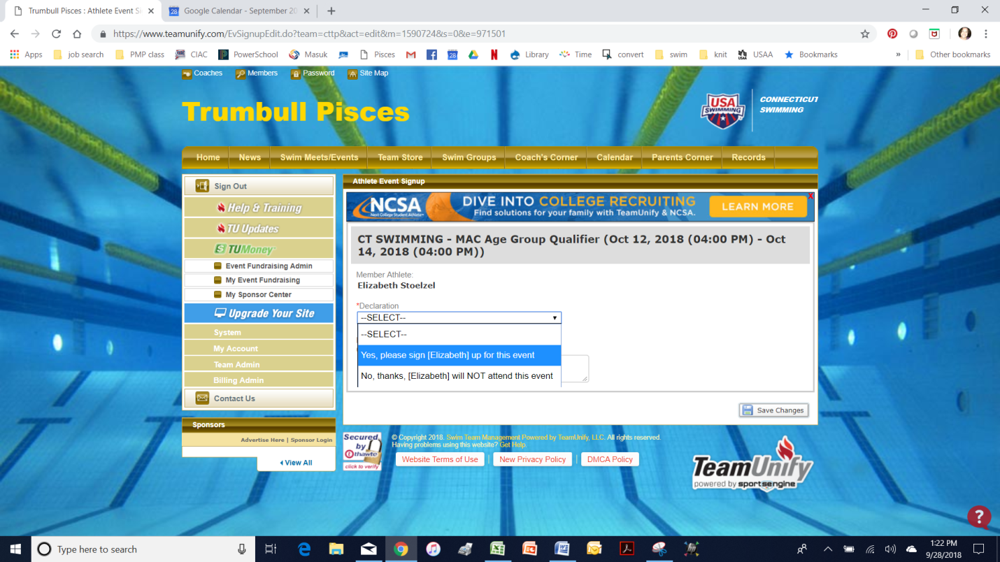 Trumbull Pisces : Athlete Event Si
Google Calendar - September 20
https://www.teamunify.com/EvSignupEdit.do?team=cttp&act=edit&m=1590724&s=0&e=971501
Apps job search PMP class CIAC PowerSchool Masuk Pisces Library Time convert swim knit USAA Bookmarks » Other bookmarks
Coaches Members Password Site Map
Trumbull Pisces
USA
SWIMMING
CONNECTICUT
SWIMMING
Home News Swim Meets/Events Team Store Swim Groups Coach's Corner Calendar Parents Corner Records
Sign Out
Help & Training
TU Updates
TUMoney
Event Fundraising Admin
My Event Fundraising
My Sponsor Center
Upgrade Your Site
System
My Account
Team Admin
Billing Admin
Contact Us
Sponsors
Advertise Here | Sponsor Login
View All
Athlete Event Signup
NCSA
Next College Student Athlete
DIVE INTO COLLEGE RECRUITING
Find solutions for your family with TeamUnify & NCSA.
LEARN MORE
X
CT SWIMMING - MAC Age Group Qualifier (Oct 12, 2018 (04:00 PM) - Oct
14, 2018 (04:00 PM))
Member Athlete:
Elizabeth Stoelzel
*Declaration
--SELECT--
--SELECT--
Yes, please sign [Elizabeth] up for this event
No, thanks, [Elizabeth] will NOT attend this event
Save Changes
Secured
by
thawte
click to verify
© Copyright 2018. Swim Team Management Powered by TeamUnify, LLC. All rights reserved.
Having problems using this website? Get Help.
Website Terms of Use | New Privacy Policy | DMCA Policy
TeamUnify
powered by sportsengine
?
Type here to search
1:22 PM
9/28/2018